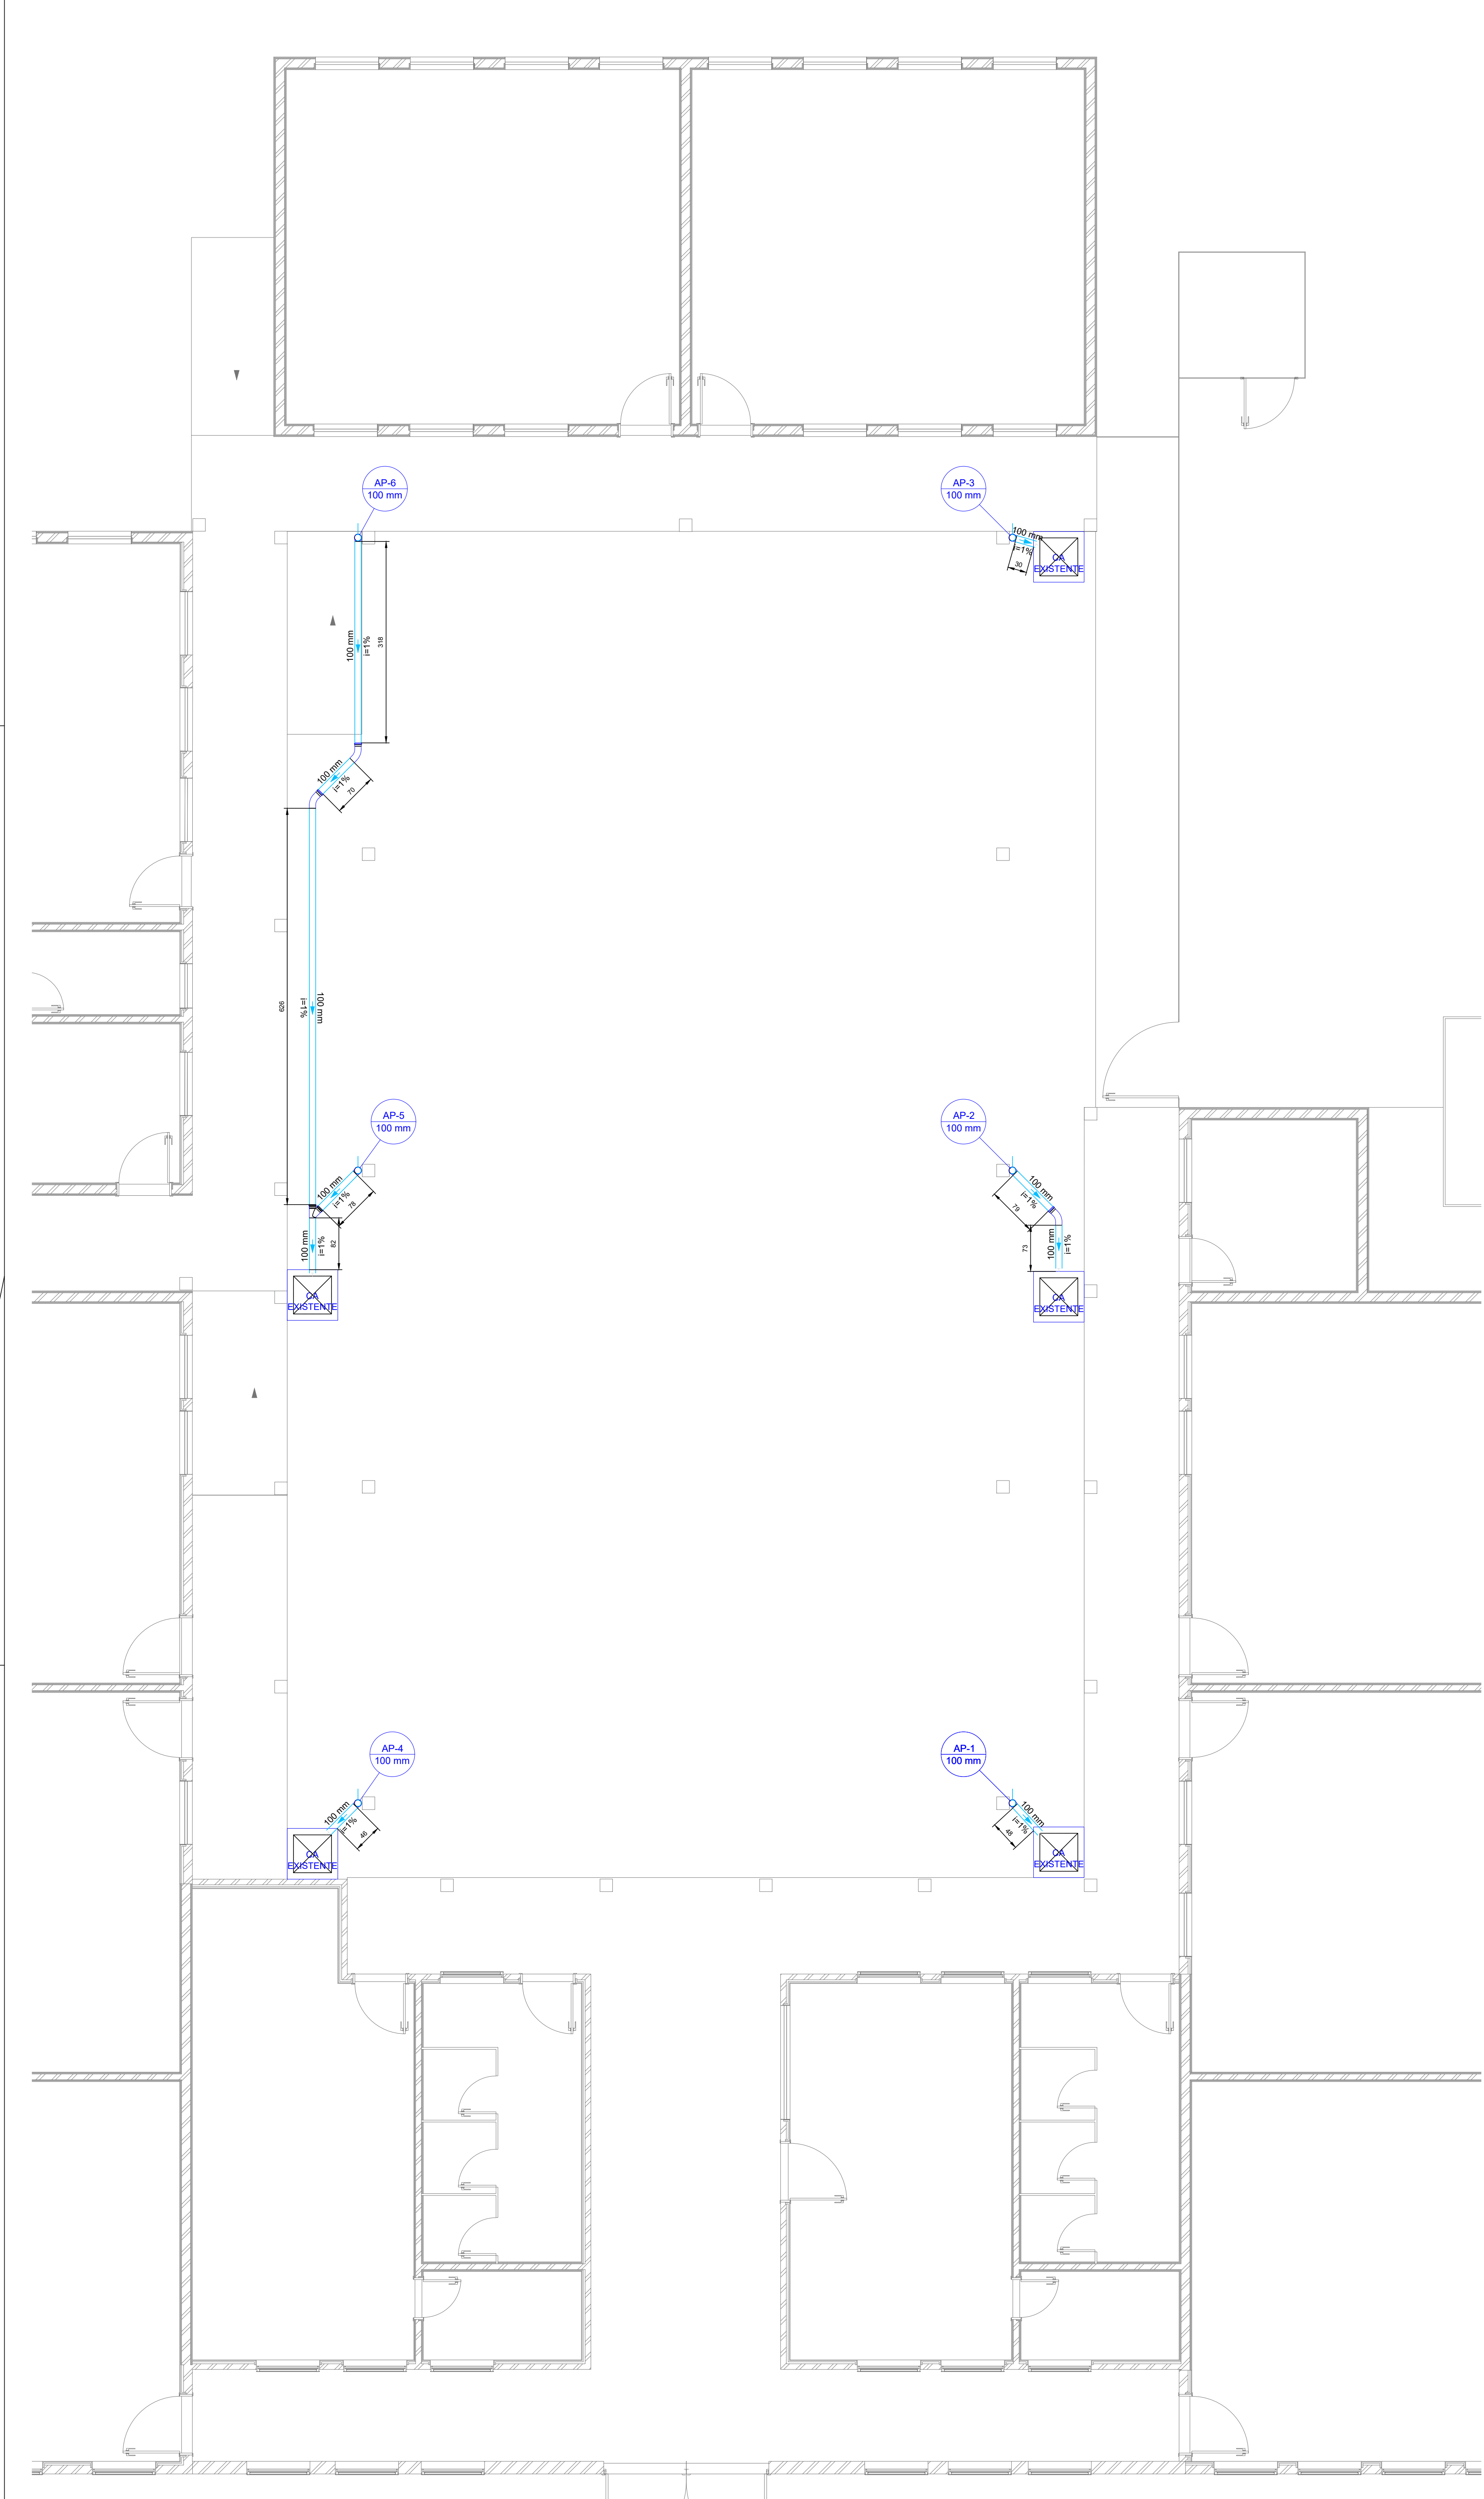 AP-6
100 mm
AP-3
100 mm
100 mm
i=1%
30
CA
EXISTENTE
100 mm
i=1%
318
100 mm
i=1%
70
626
i=1%
100 mm
AP-5
100 mm
AP-2
100 mm
100 mm
i=1%
78
100 mm
i=1%
79
100 mm
i=1%
82
73
100 mm
i=1%
CA
EXISTENTE
CA
EXISTENTE
AP-4
100 mm
AP-1
100 mm
100 mm
i=1%
46
100 mm
i=1%
48
CA
EXISTENTE
CA
EXISTENTE